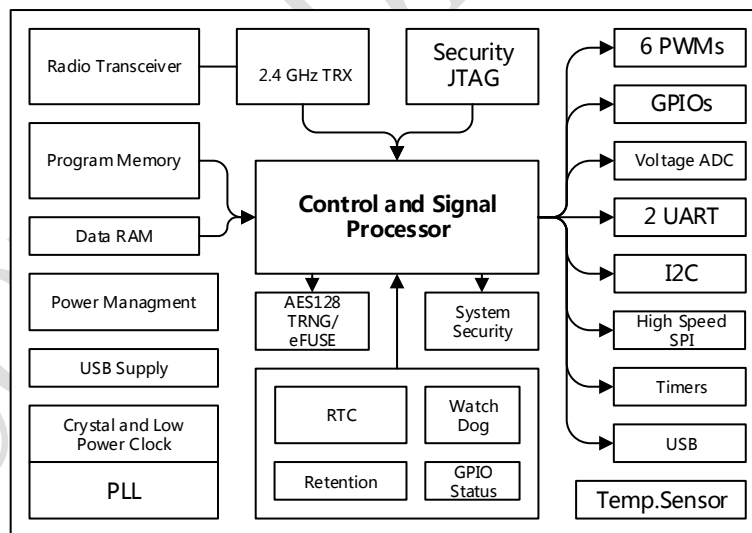 Radio Transceiver
2.4 GHz TRX
Security
JTAG
6 PWMs
GPIOs
Program Memory
Voltage ADC
Control and Signal
Processor
2 UART
Data RAM
I2C
Power Managment
AES128
TRNG/
eFUSE
System
Security
High Speed
SPI
USB Supply
Timers
RTC
Watch
Dog
Crystal and Low
Power Clock
USB
PLL
Retention
GPIO
Status
Temp.Sensor